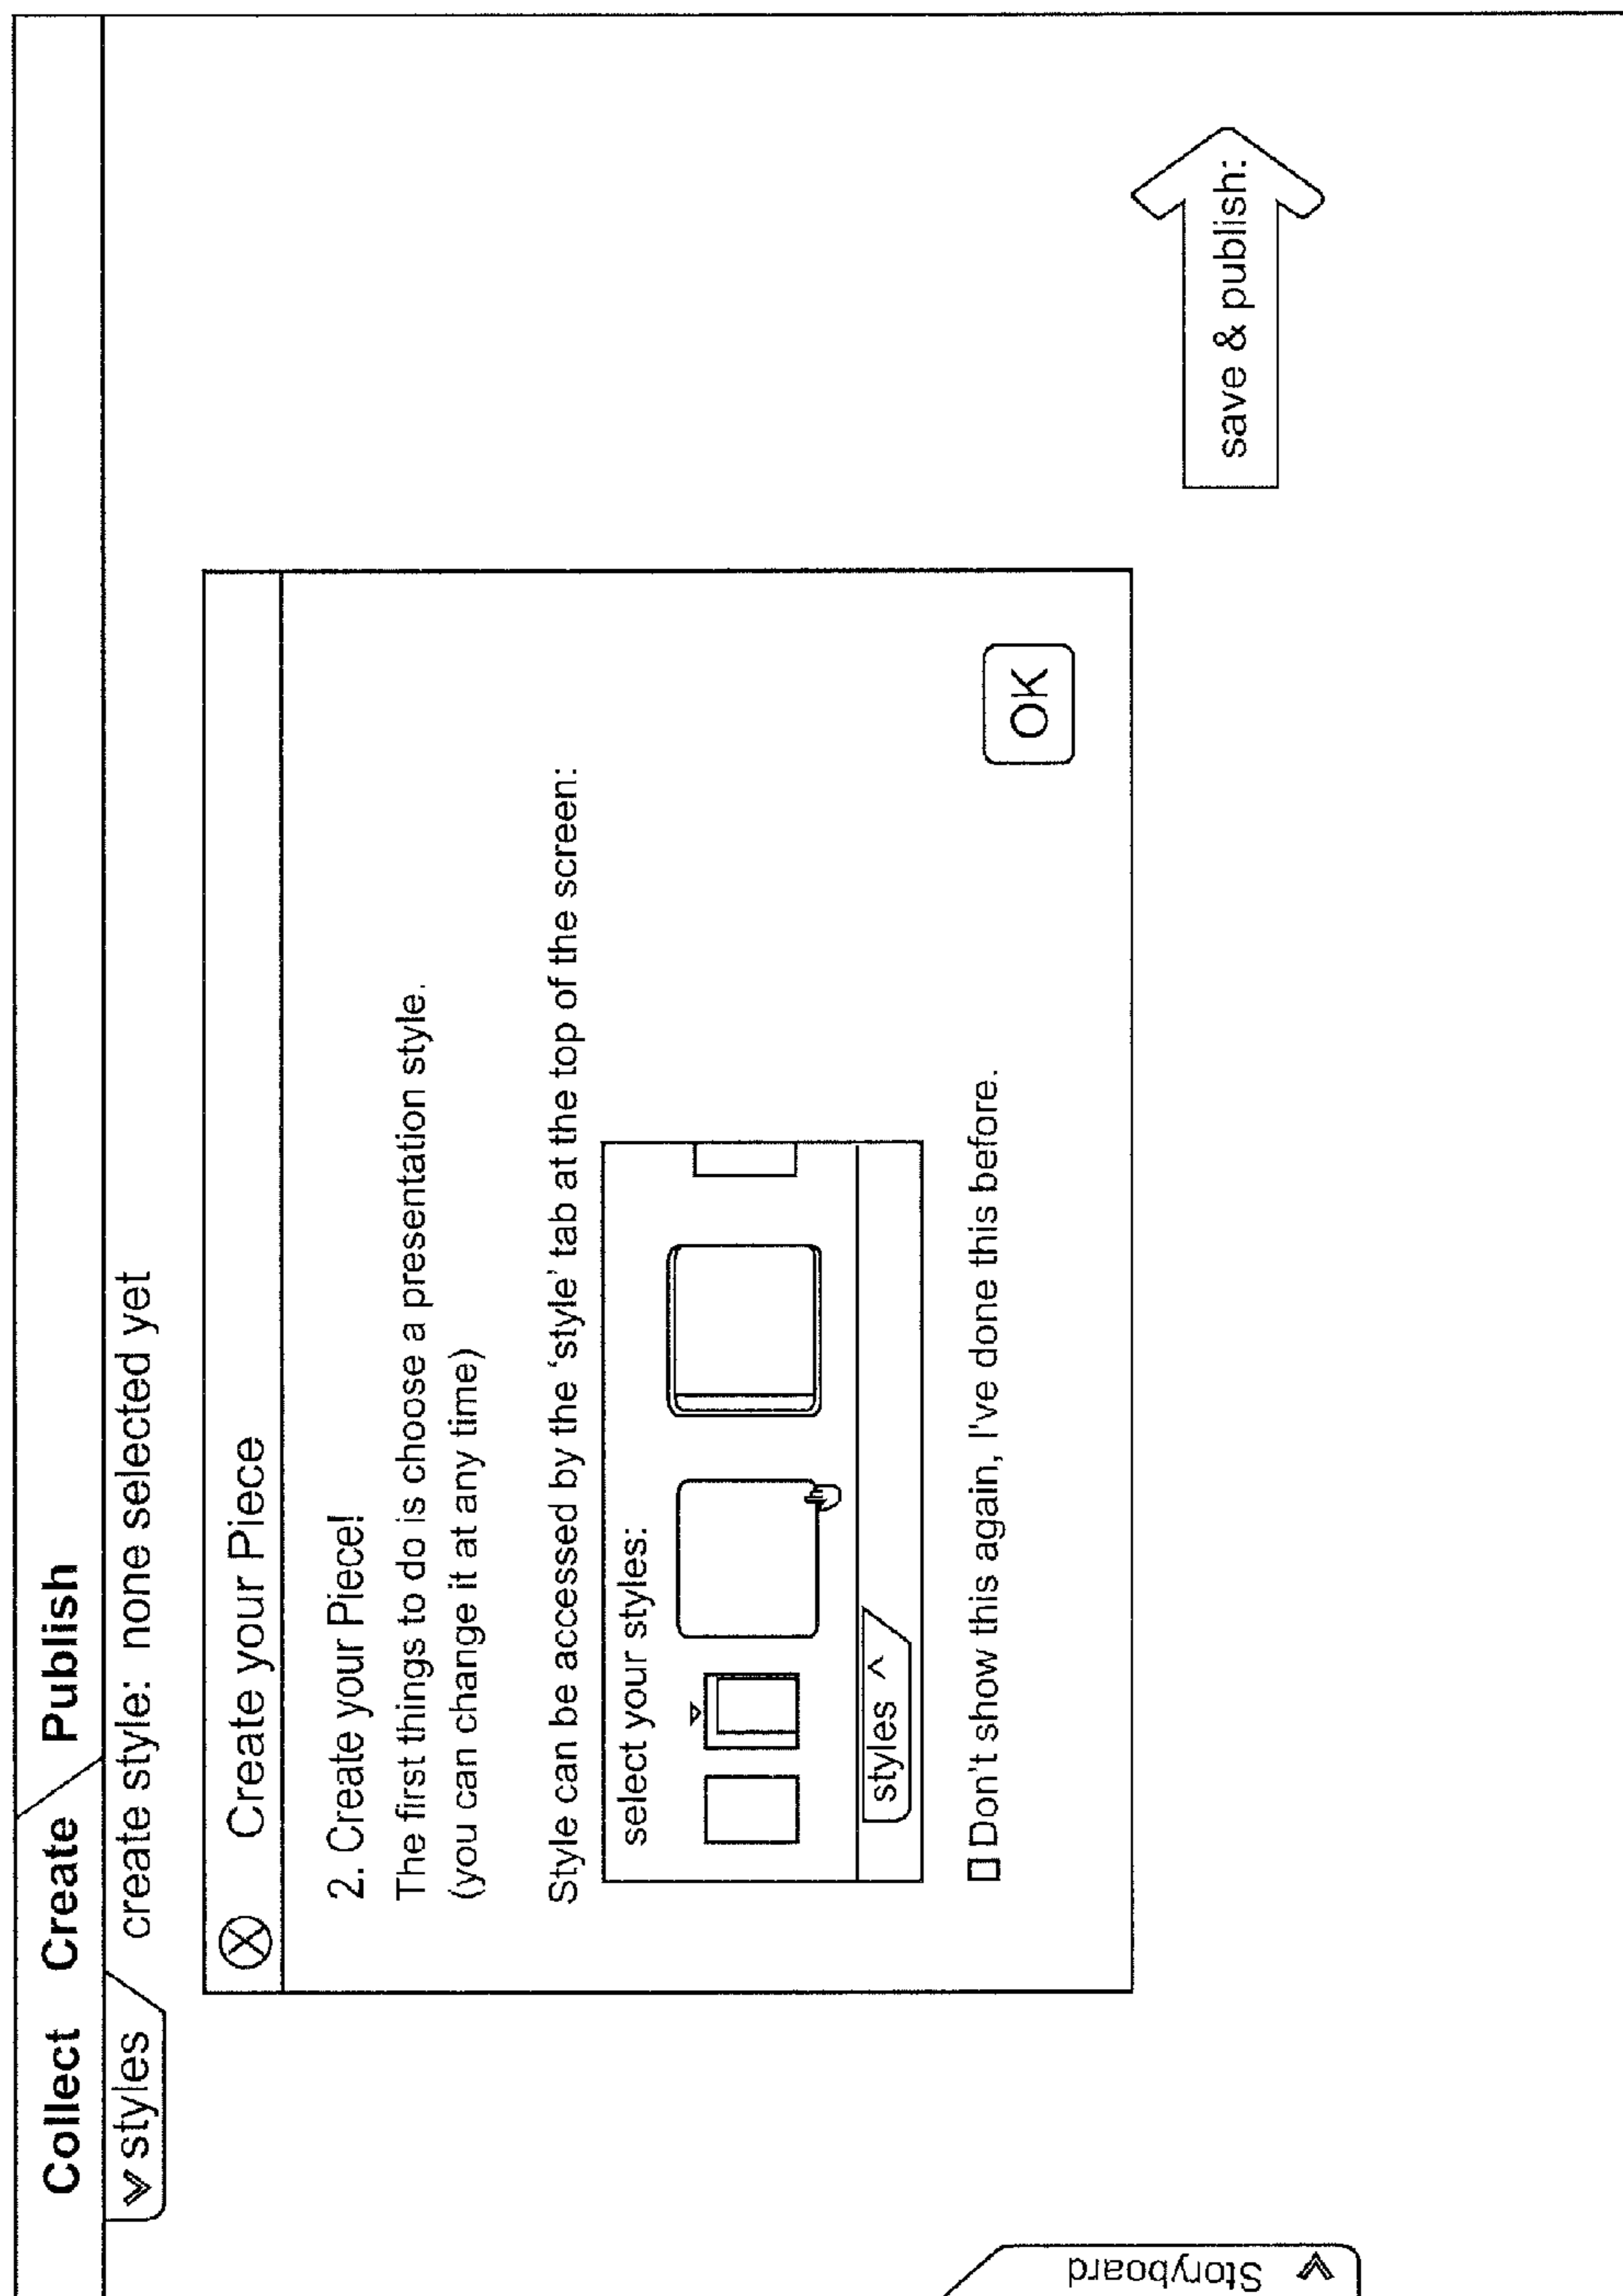 Collect Create Publish
styles create style: none selected yet
Create your Piece
2. Create your Piece!
The first things to do is choose a presentation style.
(you can change it at any time)
Style can be accessed by the ‘style’ tab at the top of the screen:
select your styles:
styles ^
Don't show this again, I've done this before.
OK
save & publish:
Storyboard